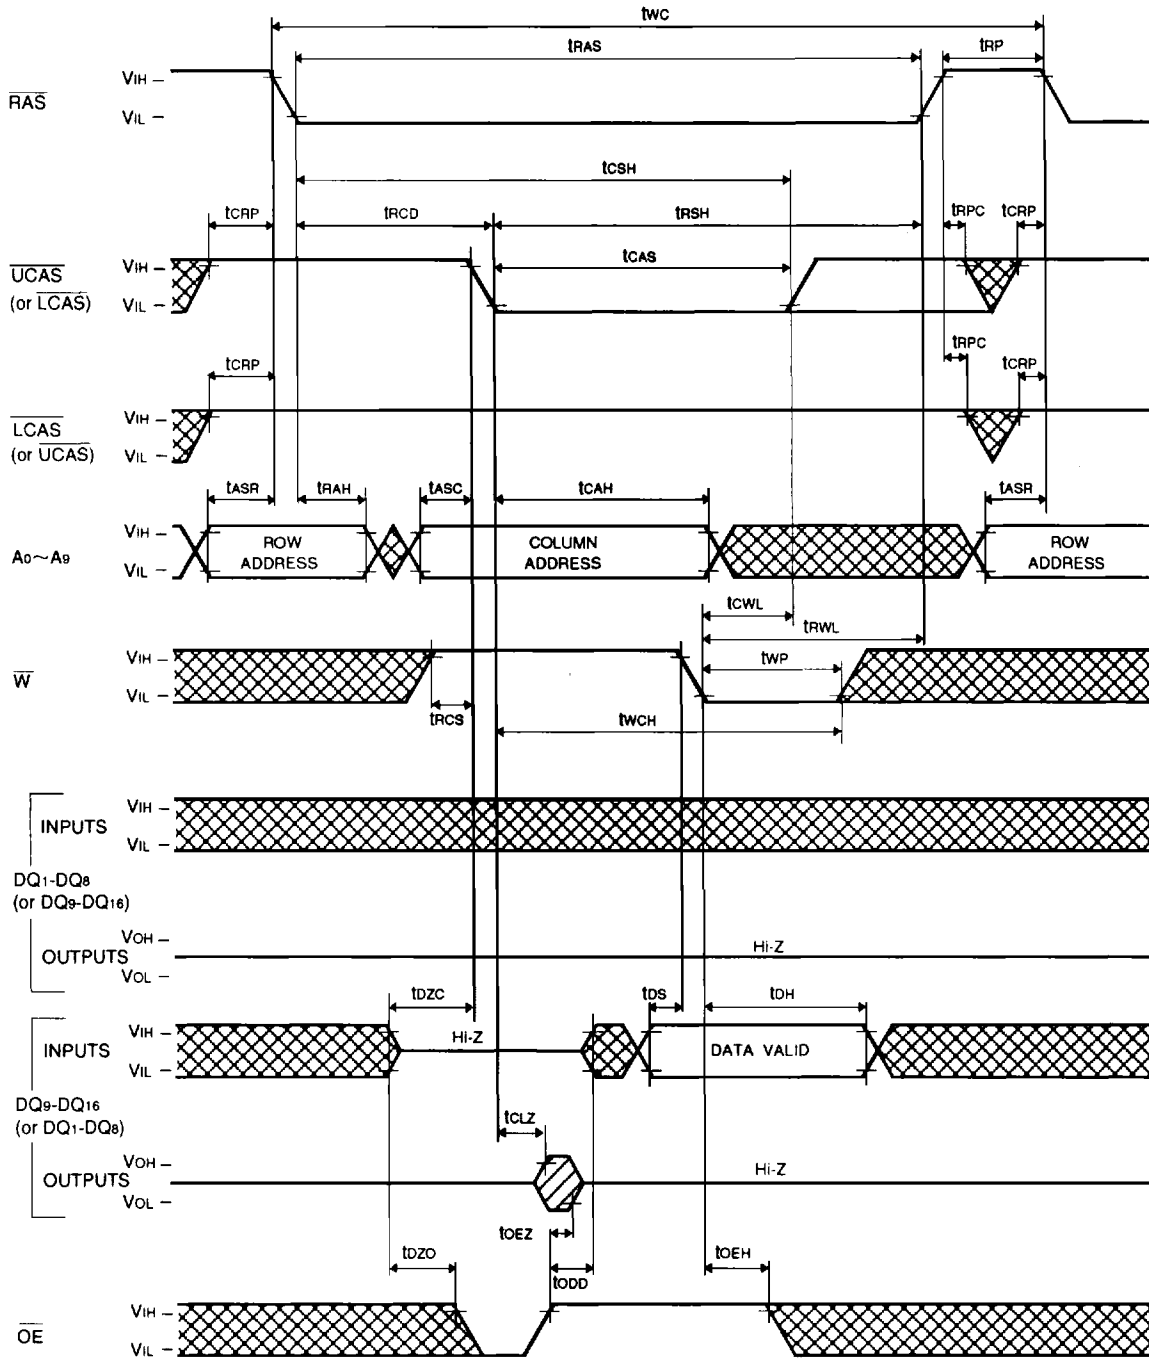 tWC
tRAS
tRP
RAS
VIH
VIL
tCSH
tCRP
tRCD
tRSH
tRPC
tCRP
UCAS
(or LCAS)
VIH
VIL
tCAS
tRPC
tCRP
tCRP
LCAS
(or UCAS)
VIH
VIL
tASR
tRAH
tASC
tCAH
tASR
A0~A9
VIH
VIL
ROW
ADDRESS
COLUMN
ADDRESS
ROW
ADDRESS
tCWL
tRWL
W
VIH
VIL
tWP
tRCS
tWCH
INPUTS
VIH
VIL
DQ1-DQ8
(or DQ9-DQ16)
OUTPUTS
VOH
VOL
Hi-Z
tDZC
tDS
tDH
INPUTS
VIH
VIL
Hi-Z
DATA VALID
DQ9-DQ16
(or DQ1-DQ8)
tCLZ
OUTPUTS
VOH
VOL
Hi-Z
tOEZ
tDZO
tODD
tOEH
OE
VIH
VIL